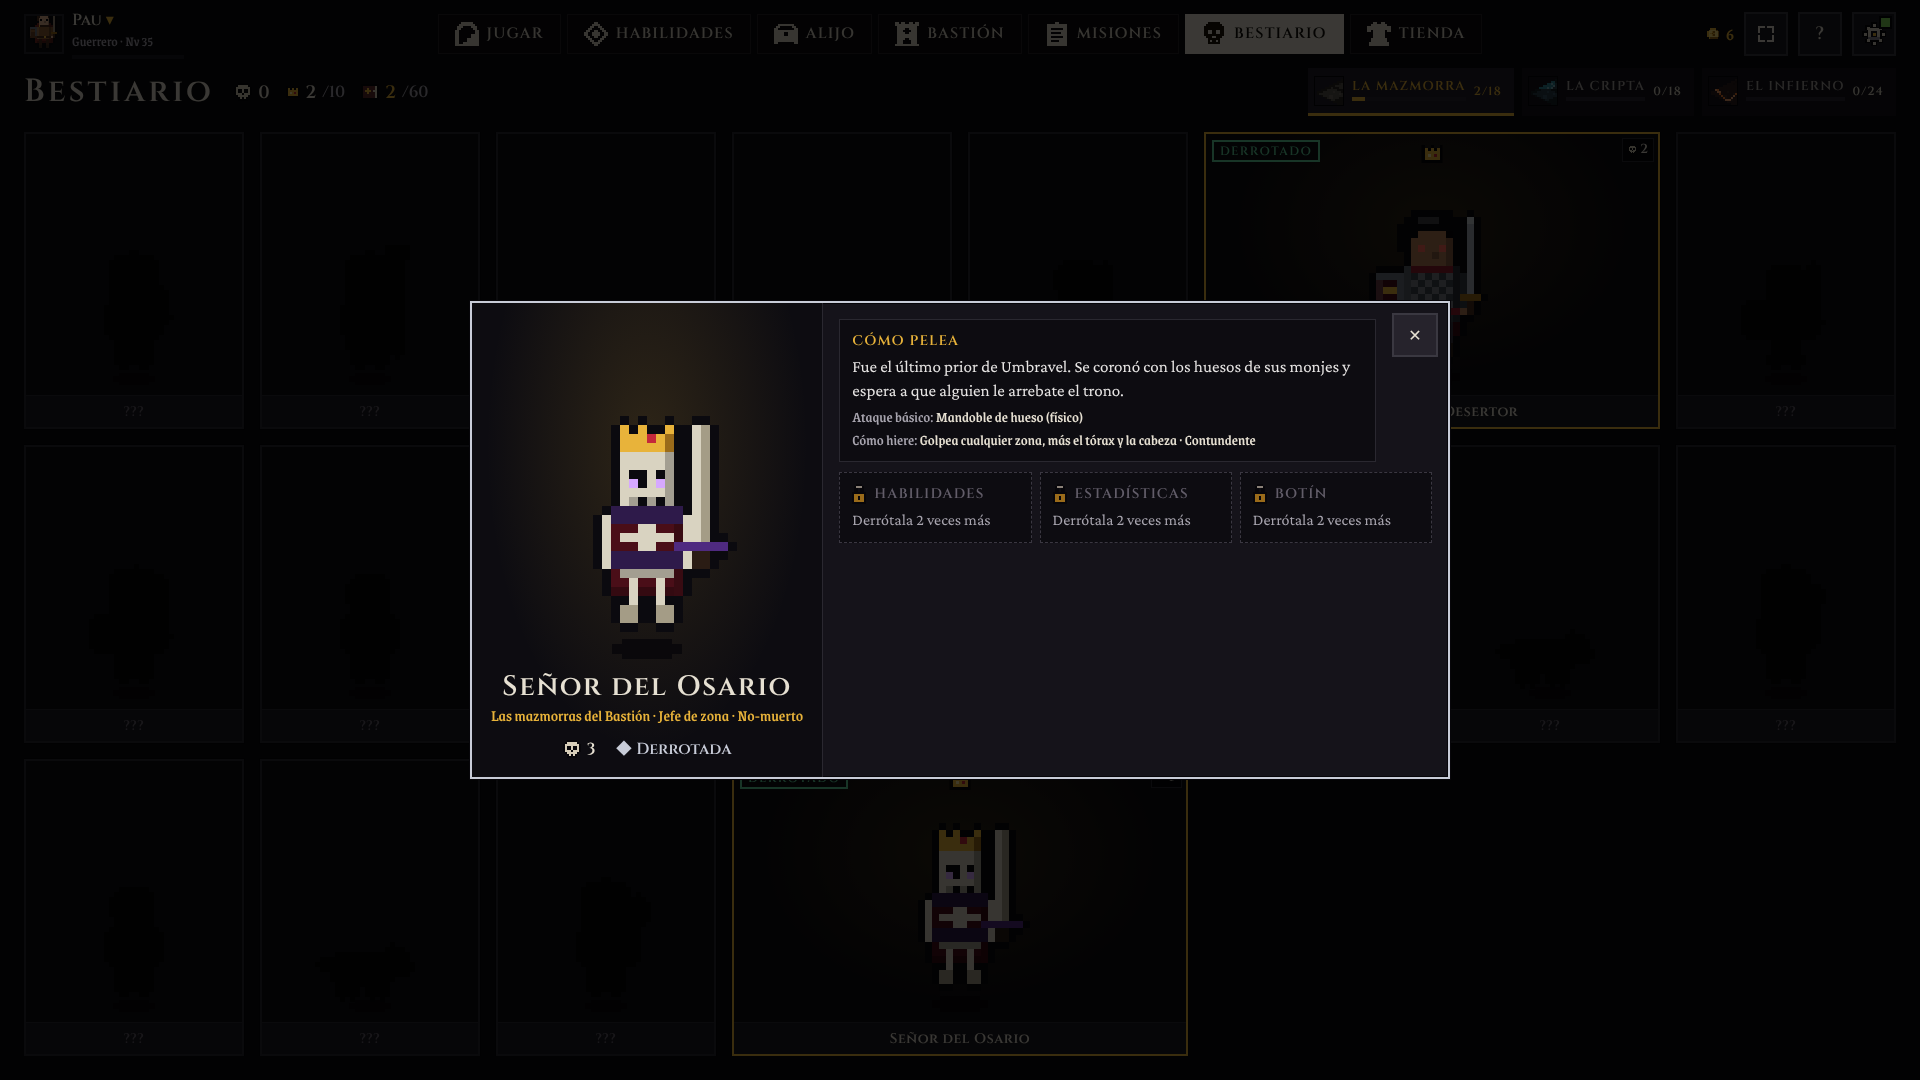 Pau ▾
Guerrero · Nv 35
JUGAR
HABILIDADES
ALIJO
BASTIÓN
MISIONES
BESTIARIO
TIENDA
6
?
BESTIARIO
0
2 /10
2 /60
LA MAZMORRA 2/18
LA CRIPTA 0/18
EL INFIERNO 0/24
DERROTADO
2
???
???
DESERTOR
???
CÓMO PELEA
Fue el último prior de Umbravel. Se coronó con los huesos de sus monjes y
espera a que alguien le arrebate el trono.
Ataque básico: Mandoble de hueso (físico)
Cómo hiere: Golpea cualquier zona, más el tórax y la cabeza · Contundente
HABILIDADES
Derrótala 2 veces más
ESTADÍSTICAS
Derrótala 2 veces más
BOTÍN
Derrótala 2 veces más
SEÑOR DEL OSARIO
Las mazmorras del Bastión · Jefe de zona · No-muerto
3 ◆ DERROTADA
???
???
???
???
DERROTADO
???
???
???
SEÑOR DEL OSARIO